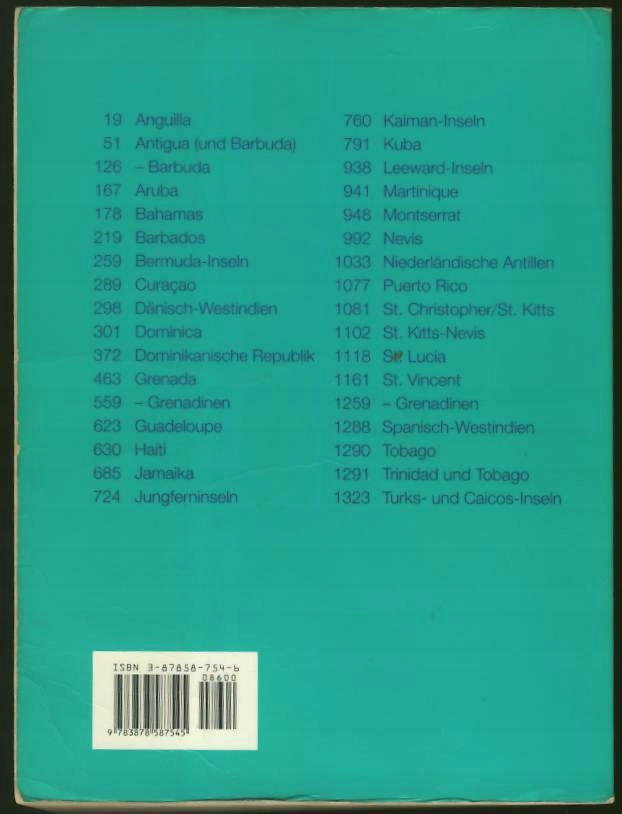 19 Anguilla
51 Antigua (und Barbuda)
126 – Barbuda
167 Aruba
178 Bahamas
219 Barbados
259 Bermuda-Inseln
289 Curaçao
298 Dänisch-Westindien
301 Dominica
372 Dominikanische Republik
463 Grenada
559 – Grenadinen
623 Guadeloupe
630 Haiti
685 Jamaika
724 Jungferninseln
760 Kaiman-Inseln
791 Kuba
938 Leeward-Inseln
941 Martinique
948 Montserrat
992 Nevis
1033 Niederländische Antillen
1077 Puerto Rico
1081 St. Christopher/St. Kitts
1102 St. Kitts-Nevis
1118 St. Lucia
1161 St. Vincent
1259 – Grenadinen
1288 Spanisch-Westindien
1290 Tobago
1291 Trinidad und Tobago
1323 Turks- und Caicos-Inseln
ISBN 3-87858-754-6
08600
9 783878 587545